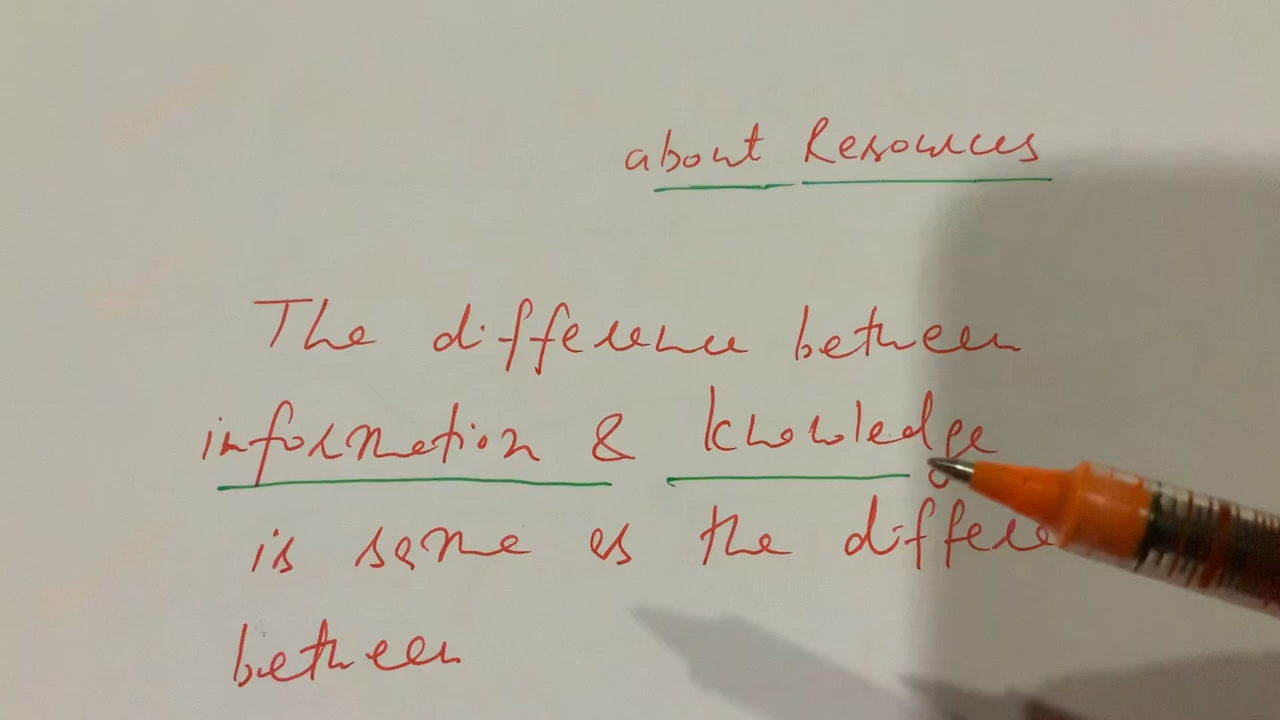 about Resources
The difference between
information & knowledge
is same as the differe
between